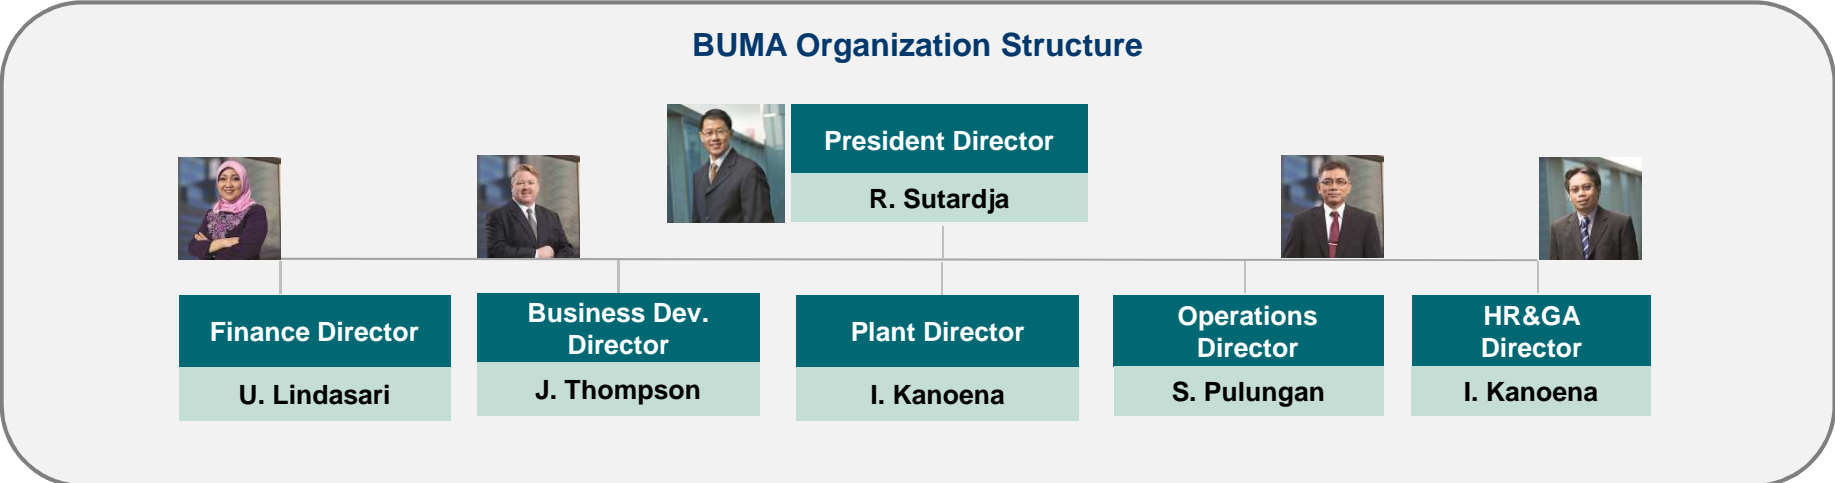 BUMA Organization Structure
President Director
R. Sutardja
Finance Director
U. Lindasari
Business Dev.
Director
J. Thompson
Plant Director
I. Kanoena
Operations
Director
S. Pulungan
HR&GA
Director
I. Kanoena